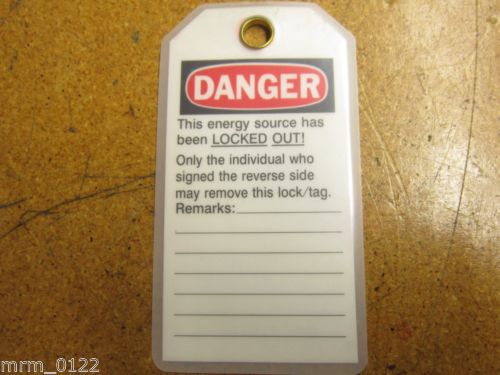 DANGER
This energy source has
been LOCKED OUT!
Only the individual who
signed the reverse side
may remove this lock/tag.
Remarks:
mrm_0122